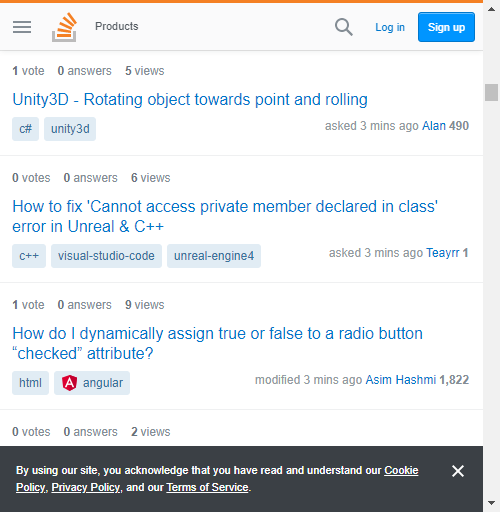 Products Log in Sign up
1 vote 0 answers 5 views
Unity3D - Rotating object towards point and rolling
c# unity3d asked 3 mins ago Alan 490
0 votes 0 answers 6 views
How to fix 'Cannot access private member declared in class'
error in Unreal & C++
c++ visual-studio-code unreal-engine4 asked 3 mins ago Teayrr 1
1 vote 0 answers 9 views
How do I dynamically assign true or false to a radio button
“checked” attribute?
html angular modified 3 mins ago Asim Hashmi 1,822
0 votes 0 answers 2 views
By using our site, you acknowledge that you have read and understand our Cookie
Policy, Privacy Policy, and our Terms of Service.